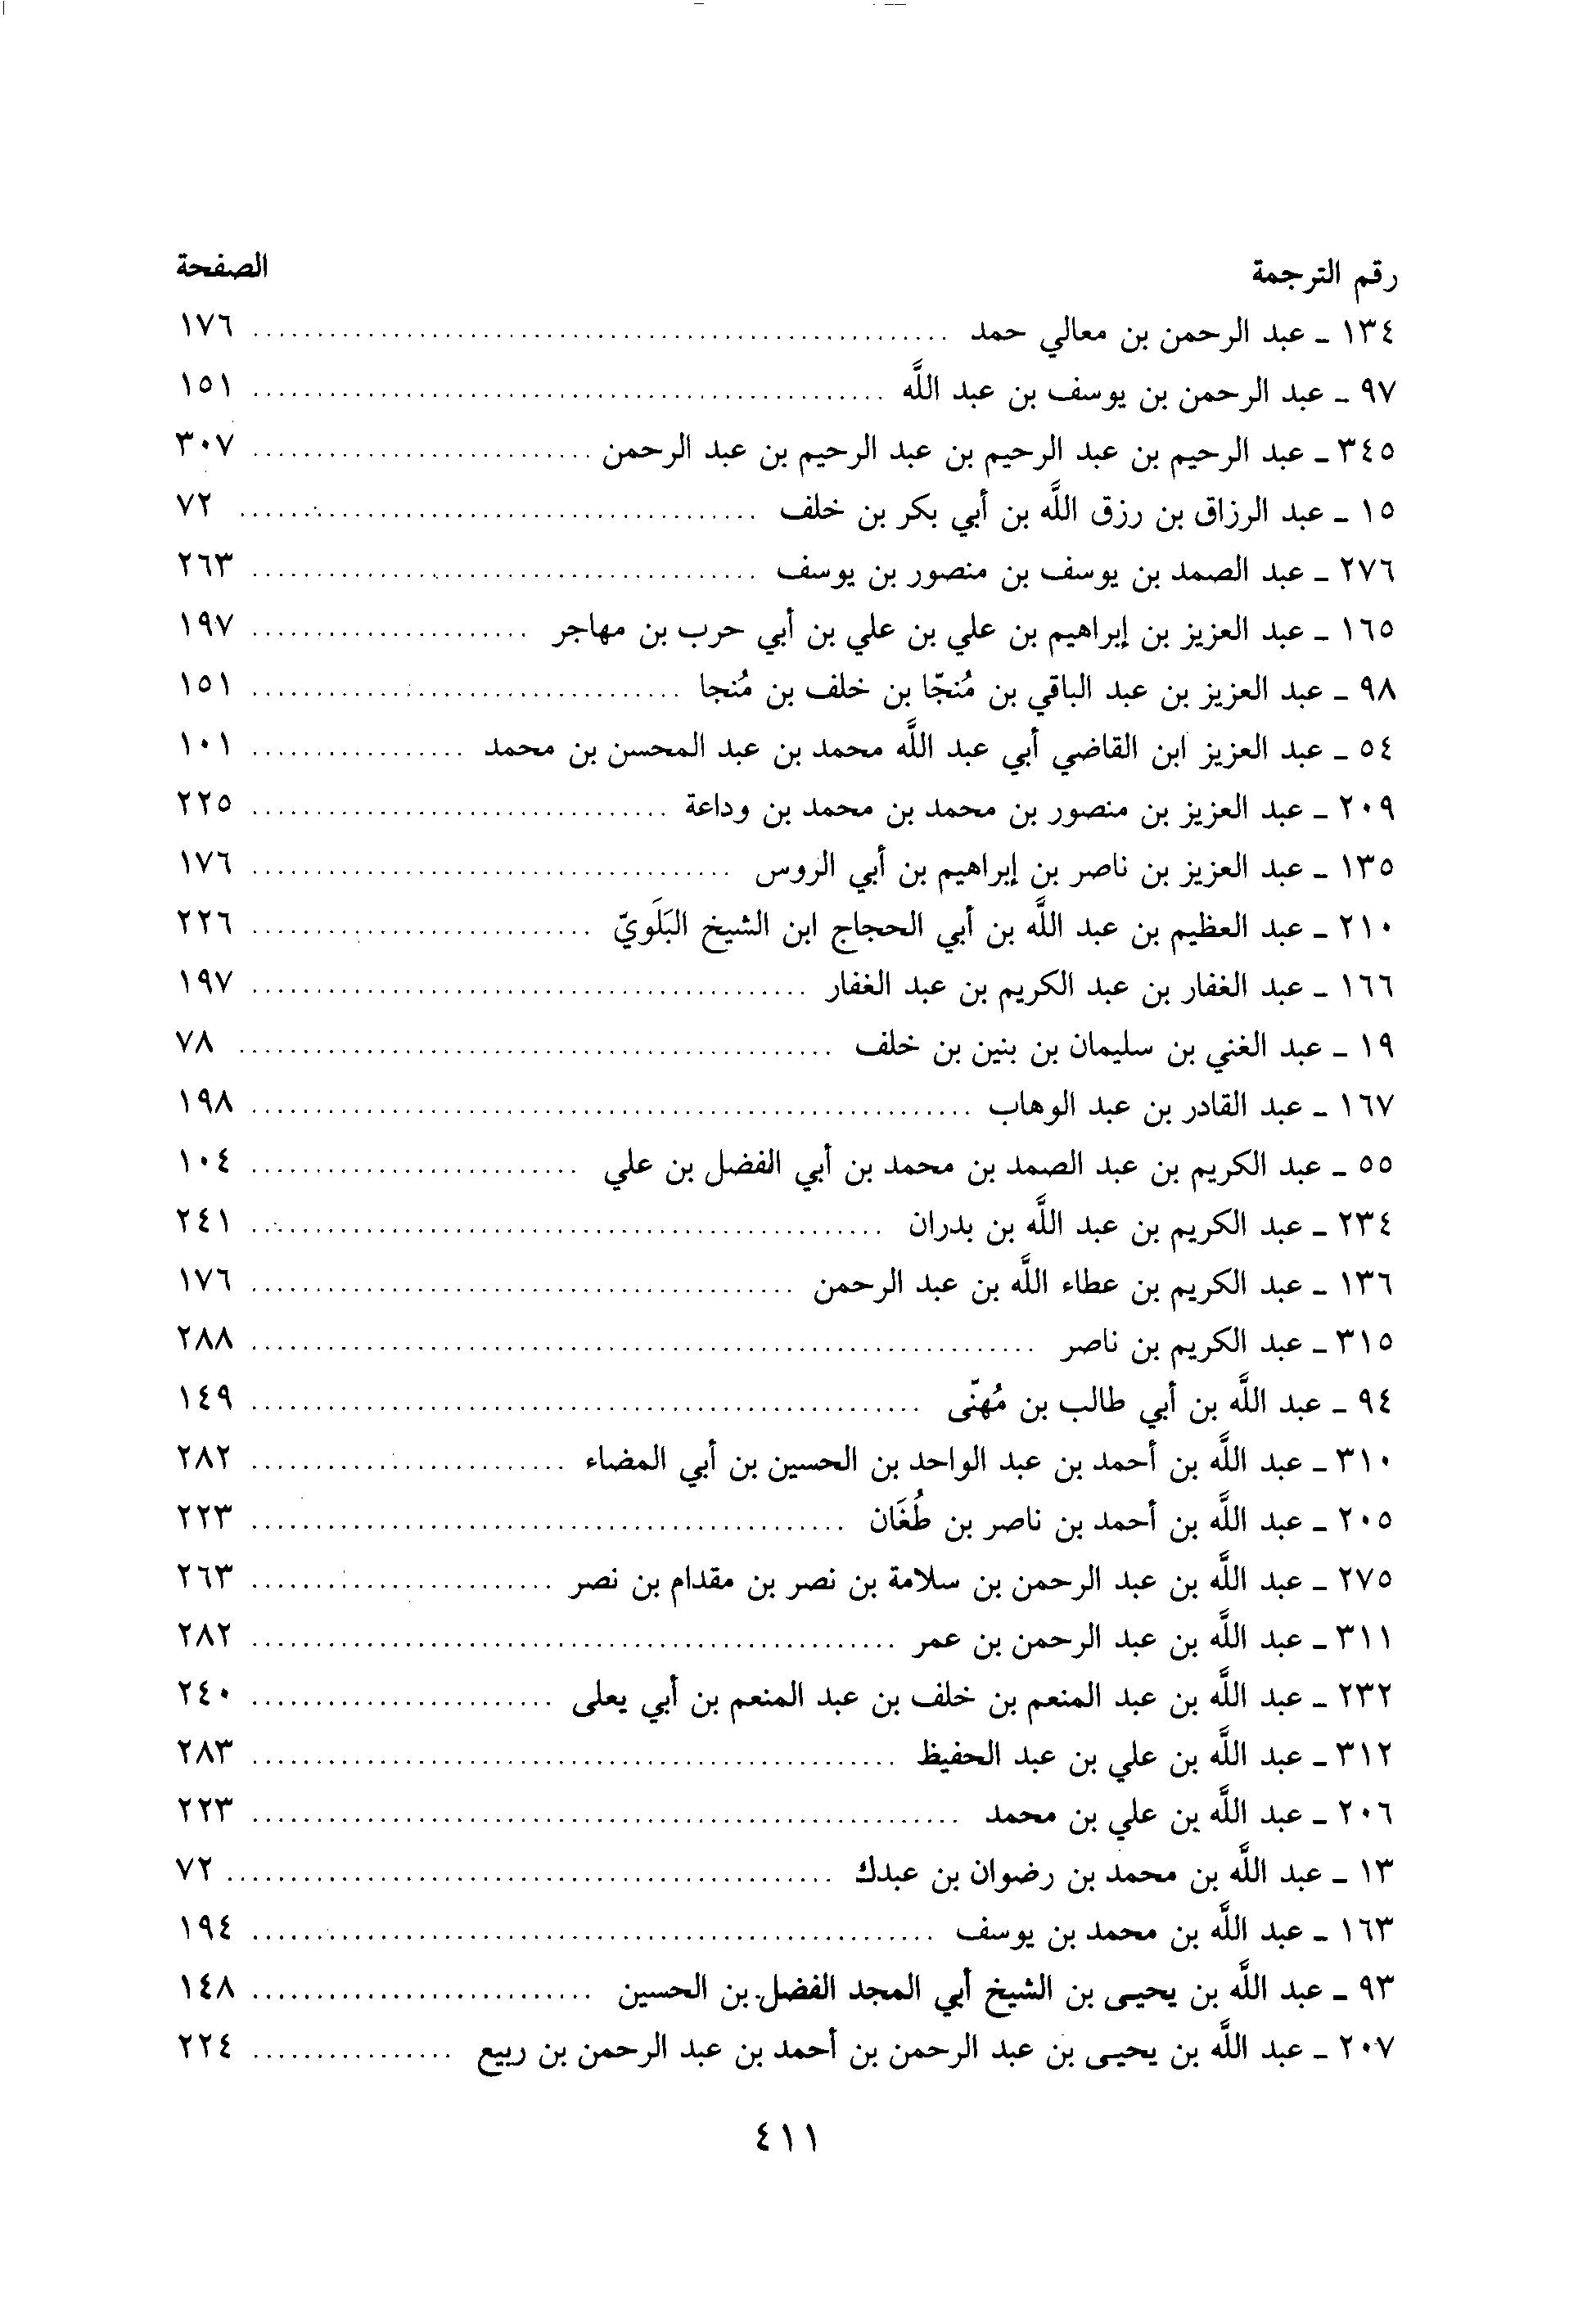 رقم الترجمة الصفحة
١٣٤ ـ عبد الرحمن بن معالي حمد ........ ١٧٦
٩٧ ـ عبد الرحمن بن يوسف بن عبد اللَّه ........ ١٥١
٣٤٥ ـ عبد الرحيم بن عبد الرحيم بن عبد الرحيم بن عبد الرحمن ........ ٣٠٧
١٥ ـ عبد الرزاق بن رزق اللَّه بن أبي بكر بن خلف ........ ٧٢
٢٧٦ ـ عبد الصمد بن يوسف بن منصور بن يوسف ........ ٢٦٣
١٦٥ ـ عبد العزيز بن إبراهيم بن علي بن علي بن أبي حرب بن مهاجر ........ ١٩٧
٩٨ ـ عبد العزيز بن عبد الباقي بن مُنجّا بن خلف بن مُنجا ........ ١٥١
٥٤ ـ عبد العزيز ابن القاضي أبي عبد اللَّه محمد بن عبد المحسن بن محمد ........ ١٠١
٢٠٩ ـ عبد العزيز بن منصور بن محمد بن محمد بن وداعة ........ ٢٢٥
١٣٥ ـ عبد العزيز بن ناصر بن إبراهيم بن أبي الروس ........ ١٧٦
٢١٠ ـ عبد العظيم بن عبد اللَّه بن أبي الحجاج ابن الشيخ البَلَويّ ........ ٢٢٦
١٦٦ ـ عبد الغفار بن عبد الكريم بن عبد الغفار ........ ١٩٧
١٩ ـ عبد الغني بن سليمان بن بنين بن خلف ........ ٧٨
١٦٧ ـ عبد القادر بن عبد الوهاب ........ ١٩٨
٥٥ ـ عبد الكريم بن عبد الصمد بن محمد بن أبي الفضل بن علي ........ ١٠٤
٢٣٤ ـ عبد الكريم بن عبد اللَّه بن بدران ........ ٢٤١
١٣٦ ـ عبد الكريم بن عطاء اللَّه بن عبد الرحمن ........ ١٧٦
٣١٥ ـ عبد الكريم بن ناصر ........ ٢٨٨
٩٤ ـ عبد اللَّه بن أبي طالب بن مُهنّى ........ ١٤٩
٣١٠ ـ عبد اللَّه بن أحمد بن عبد الواحد بن الحسين بن أبي المضاء ........ ٢٨٢
٢٠٥ ـ عبد اللَّه بن أحمد بن ناصر بن طُغَان ........ ٢٢٣
٢٧٥ ـ عبد اللَّه بن عبد الرحمن بن سلامة بن نصر بن مقدام بن نصر ........ ٢٦٣
٣١١ ـ عبد اللَّه بن عبد الرحمن بن عمر ........ ٢٨٢
٢٣٢ ـ عبد اللَّه بن عبد المنعم بن خلف بن عبد المنعم بن أبي يعلى ........ ٢٤٠
٣١٢ ـ عبد اللَّه بن علي بن عبد الحفيظ ........ ٢٨٣
٢٠٦ ـ عبد اللَّه بن علي بن محمد ........ ٢٢٣
١٣ ـ عبد اللَّه بن محمد بن رضوان بن عبدك ........ ٧٢
١٦٣ ـ عبد اللَّه بن محمد بن يوسف ........ ١٩٤
٩٣ ـ عبد اللَّه بن يحيى بن الشيخ أبي المجد الفضل بن الحسين ........ ١٤٨
٢٠٧ ـ عبد اللَّه بن يحيى بن عبد الرحمن بن أحمد بن عبد الرحمن بن ربيع ........ ٢٢٤
٤١١